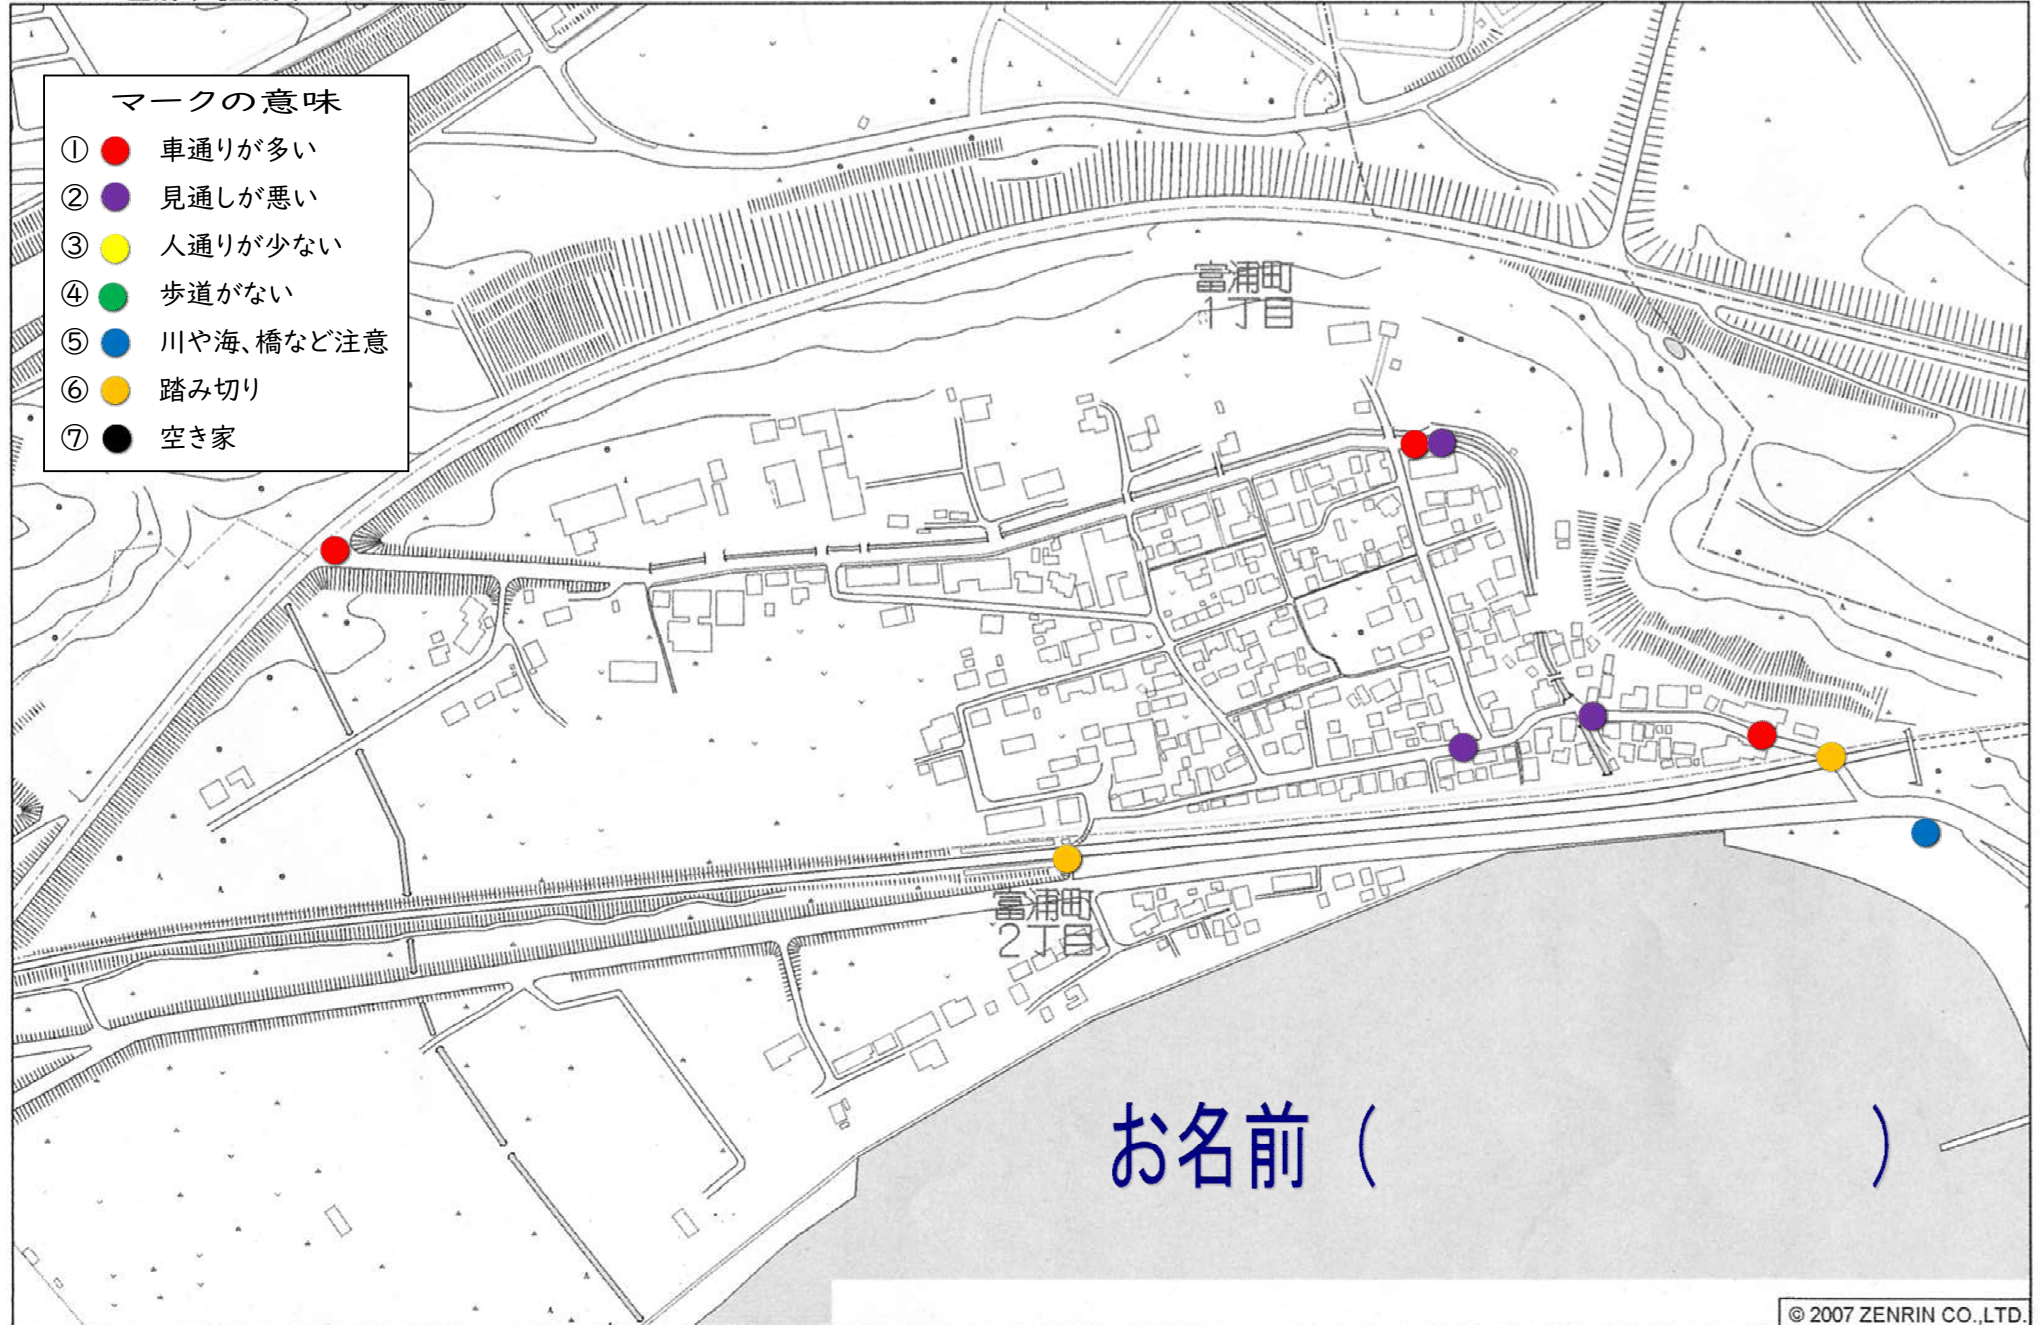 マークの意味
① 車通りが多い
② 見通しが悪い
③ 人通りが少ない
④ 歩道がない
⑤ 川や海、橋など注意
⑥ 踏み切り
⑦ 空き家
富浦町
1丁目
富浦町
2丁目
お名前（　　　　　　　）
© 2007 ZENRIN CO.,LTD.